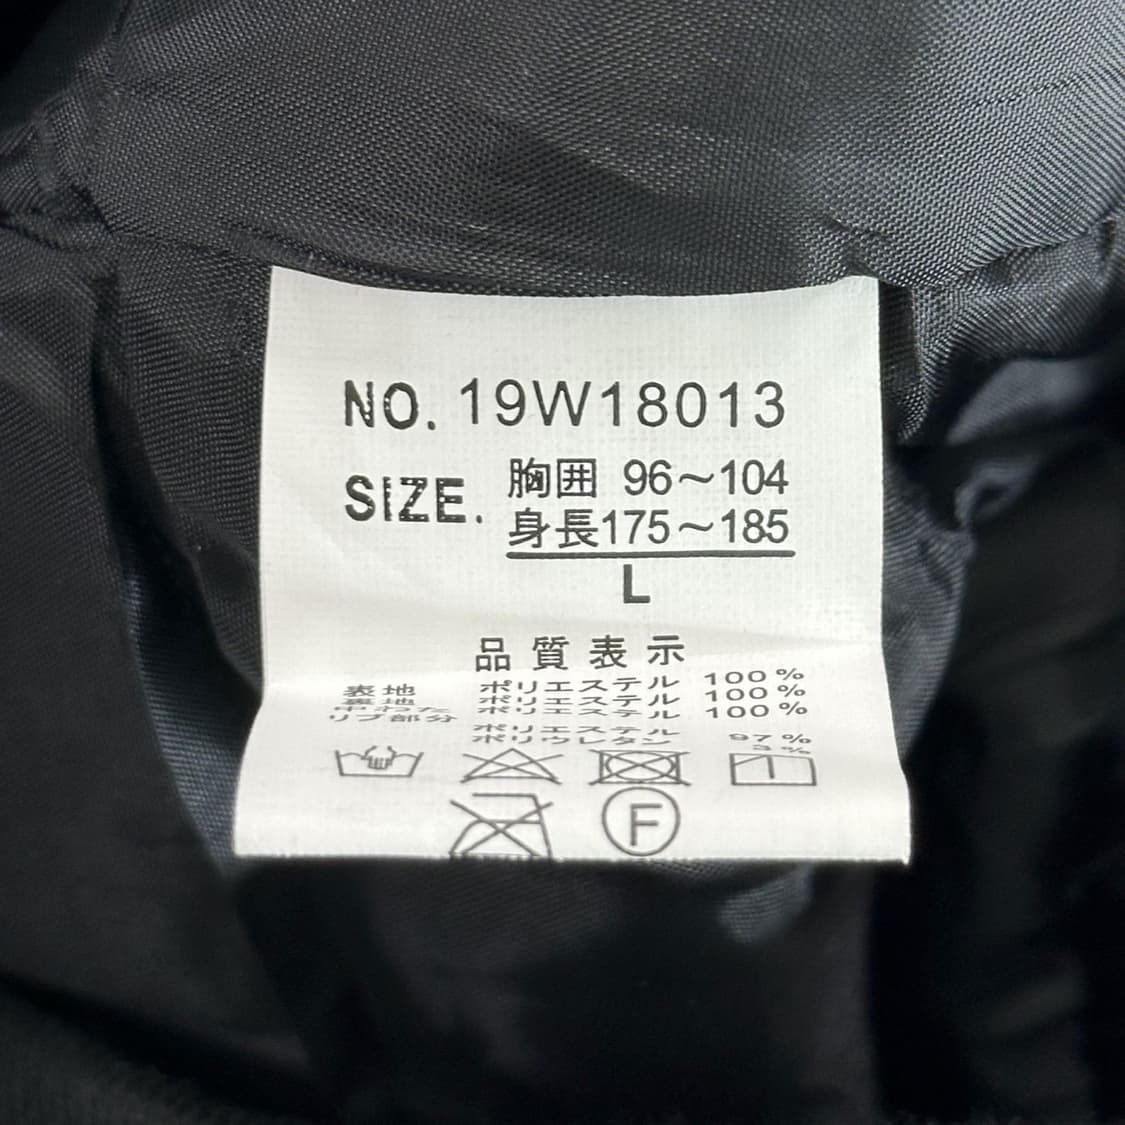 NO. 19W18013
SIZE. 胸囲 96～104
身長175～185
L
品質表示
表地 ポリエステル 100%
裏地 ポリエステル 100%
中わた ポリエステル 100%
リブ部分 ポリエステル 97%
ポリウレタン 3%
F